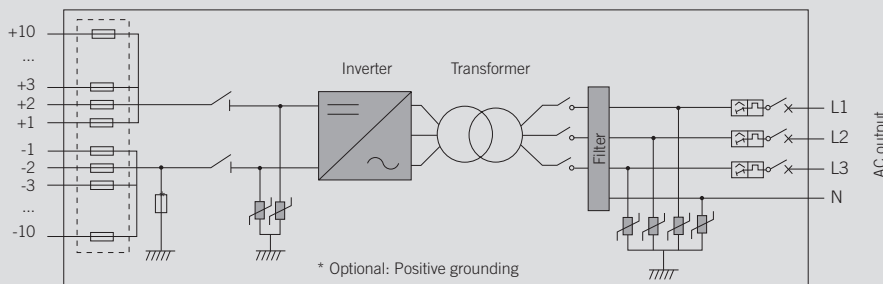 +10
...
+3
+2
+1
-1
-2
-3
...
-10
*
Inverter
Transformer
Filter
L1
L2
L3
N
AC output
* Optional: Positive grounding